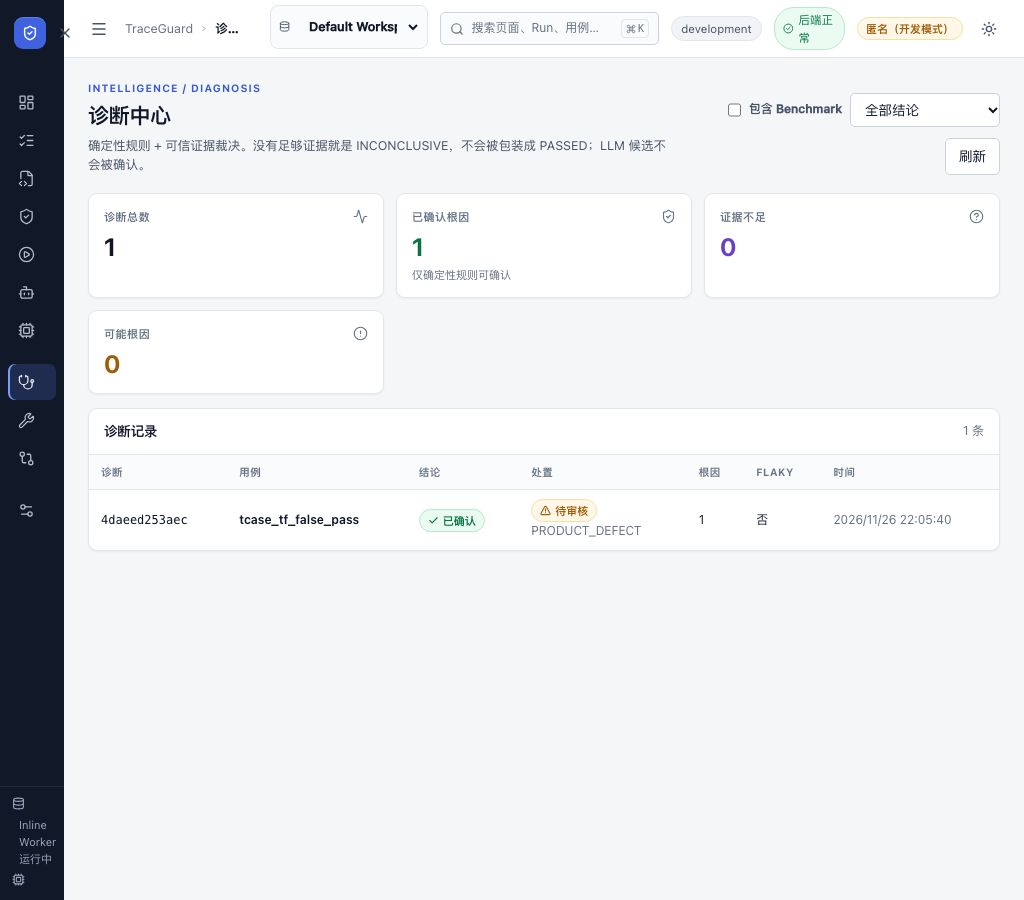 TraceGuard › 诊...
Default Worksp
搜索页面、Run、用例... ⌘K
development
后端正
常
匿名（开发模式）
INTELLIGENCE / DIAGNOSIS
诊断中心
确定性规则 + 可信证据裁决。没有足够证据就是 INCONCLUSIVE，不会被包装成 PASSED；LLM 候选不
会被确认。
包含 Benchmark
全部结论
刷新
诊断总数
1
已确认根因
1
仅确定性规则可确认
证据不足
0
可能根因
0
诊断记录
1 条
诊断 用例 结论 处置 根因 FLAKY 时间
4daeed253aec tcase_tf_false_pass 已确认 待审核 1 否 2026/11/26 22:05:40
PRODUCT_DEFECT
Inline
Worker
运行中